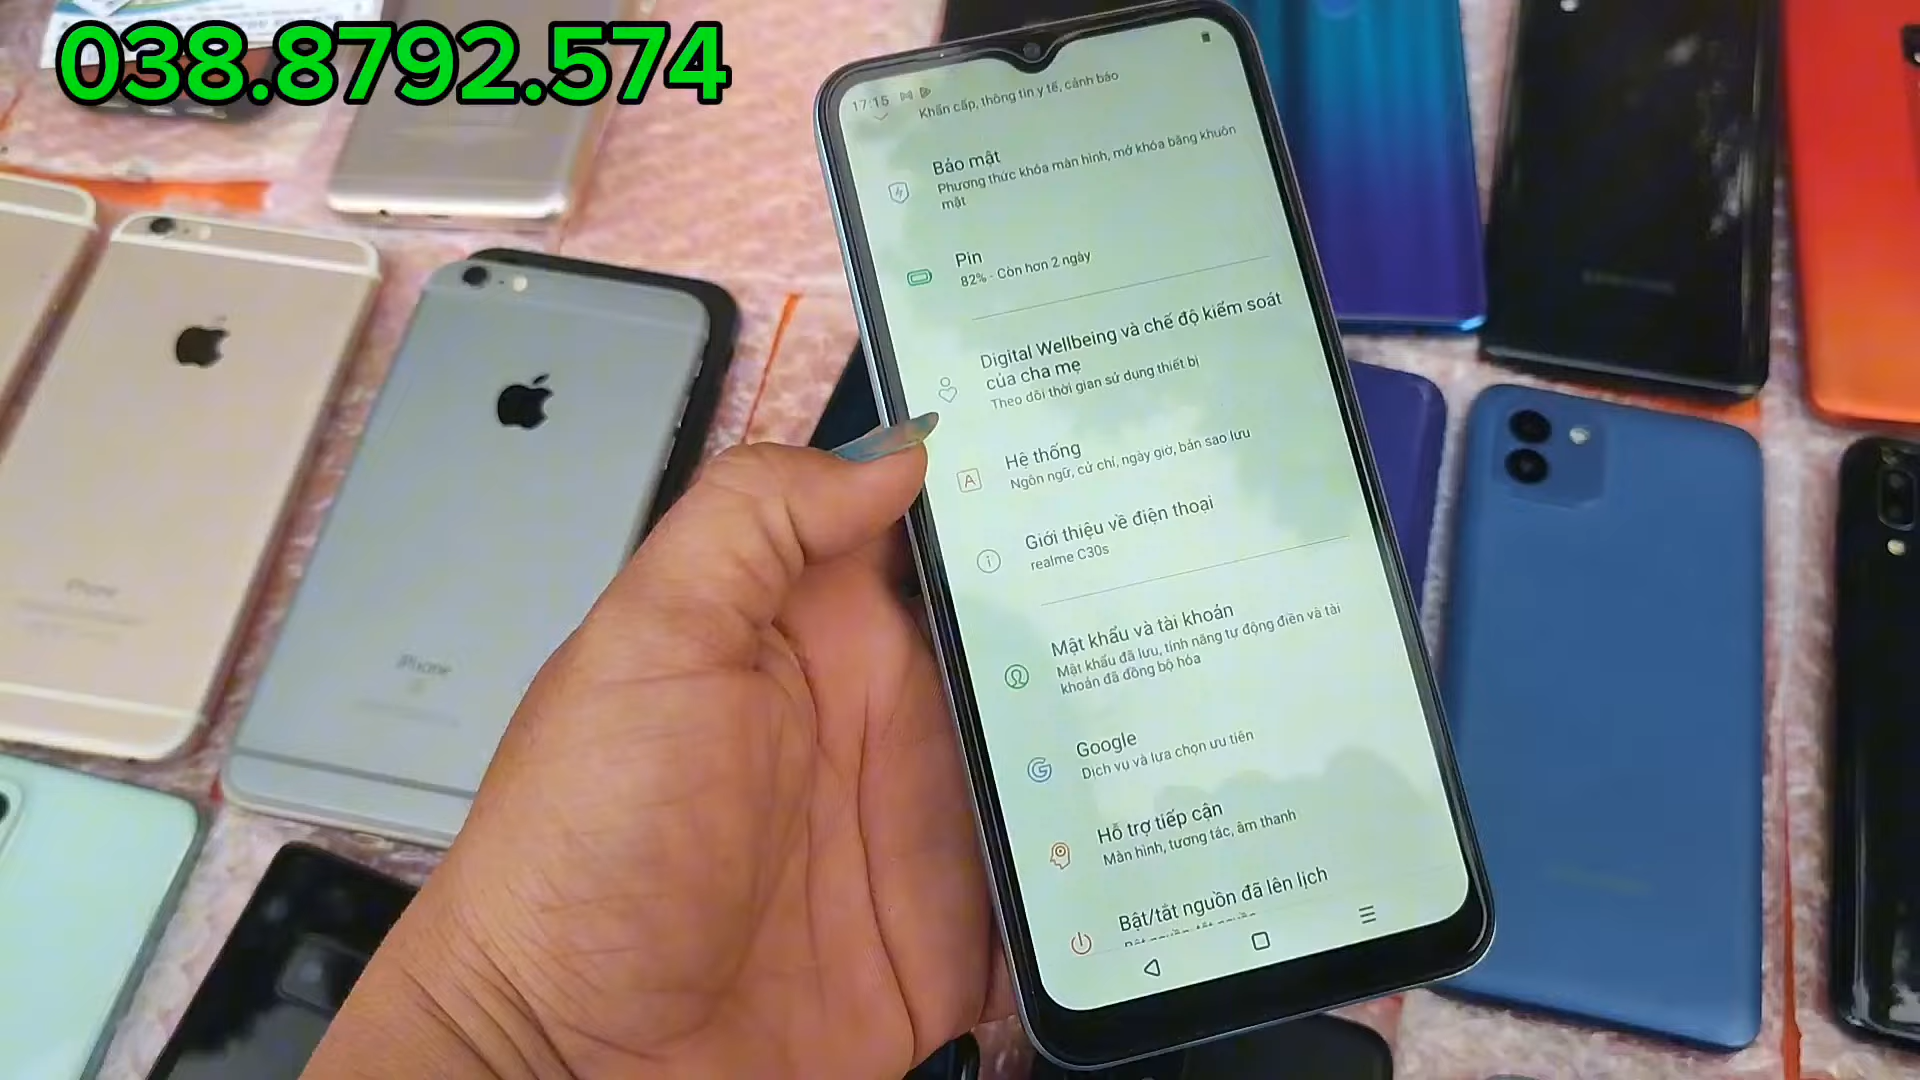 038.8792.574
17:15
Khẩn cấp, thông tin y tế, cảnh báo
Bảo mật
Phương thức khóa màn hình, mở khóa bằng khuôn
mặt
Pin
82% - Còn hơn 2 ngày
Digital Wellbeing và chế độ kiểm soát
của cha mẹ
Theo dõi thời gian sử dụng thiết bị
Hệ thống
Ngôn ngữ, cử chỉ, ngày giờ, bản sao lưu
Giới thiệu về điện thoại
realme C30s
Mật khẩu và tài khoản
Mật khẩu đã lưu, tính năng tự động điền và tài
khoản đã đồng bộ hóa
Google
Dịch vụ và lựa chọn ưu tiên
Hỗ trợ tiếp cận
Màn hình, tương tác, âm thanh
Bật/tắt nguồn đã lên lịch
iPhone
iPhone
SAMSUNG